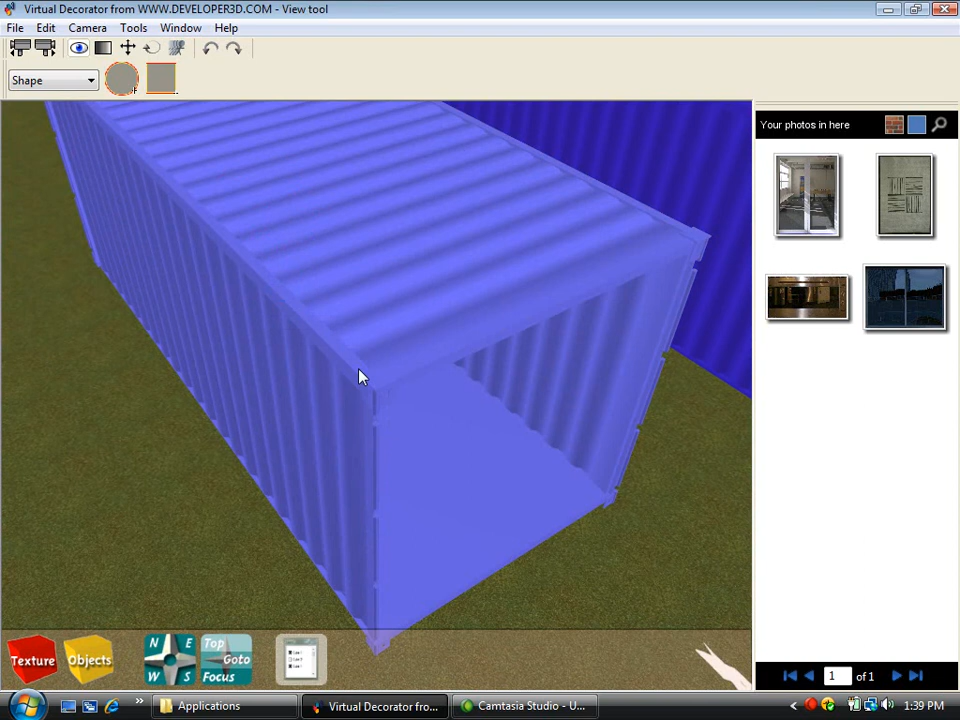 Virtual Decorator from WWW.DEVELOPER3D.COM - View tool
File Edit Camera Tools Window Help
Shape
Your photos in here
Texture
Objects
N E
W S
Top
Goto
Focus
1 of 1
Applications
Virtual Decorator fro...
Camtasia Studio - U...
1:39 PM